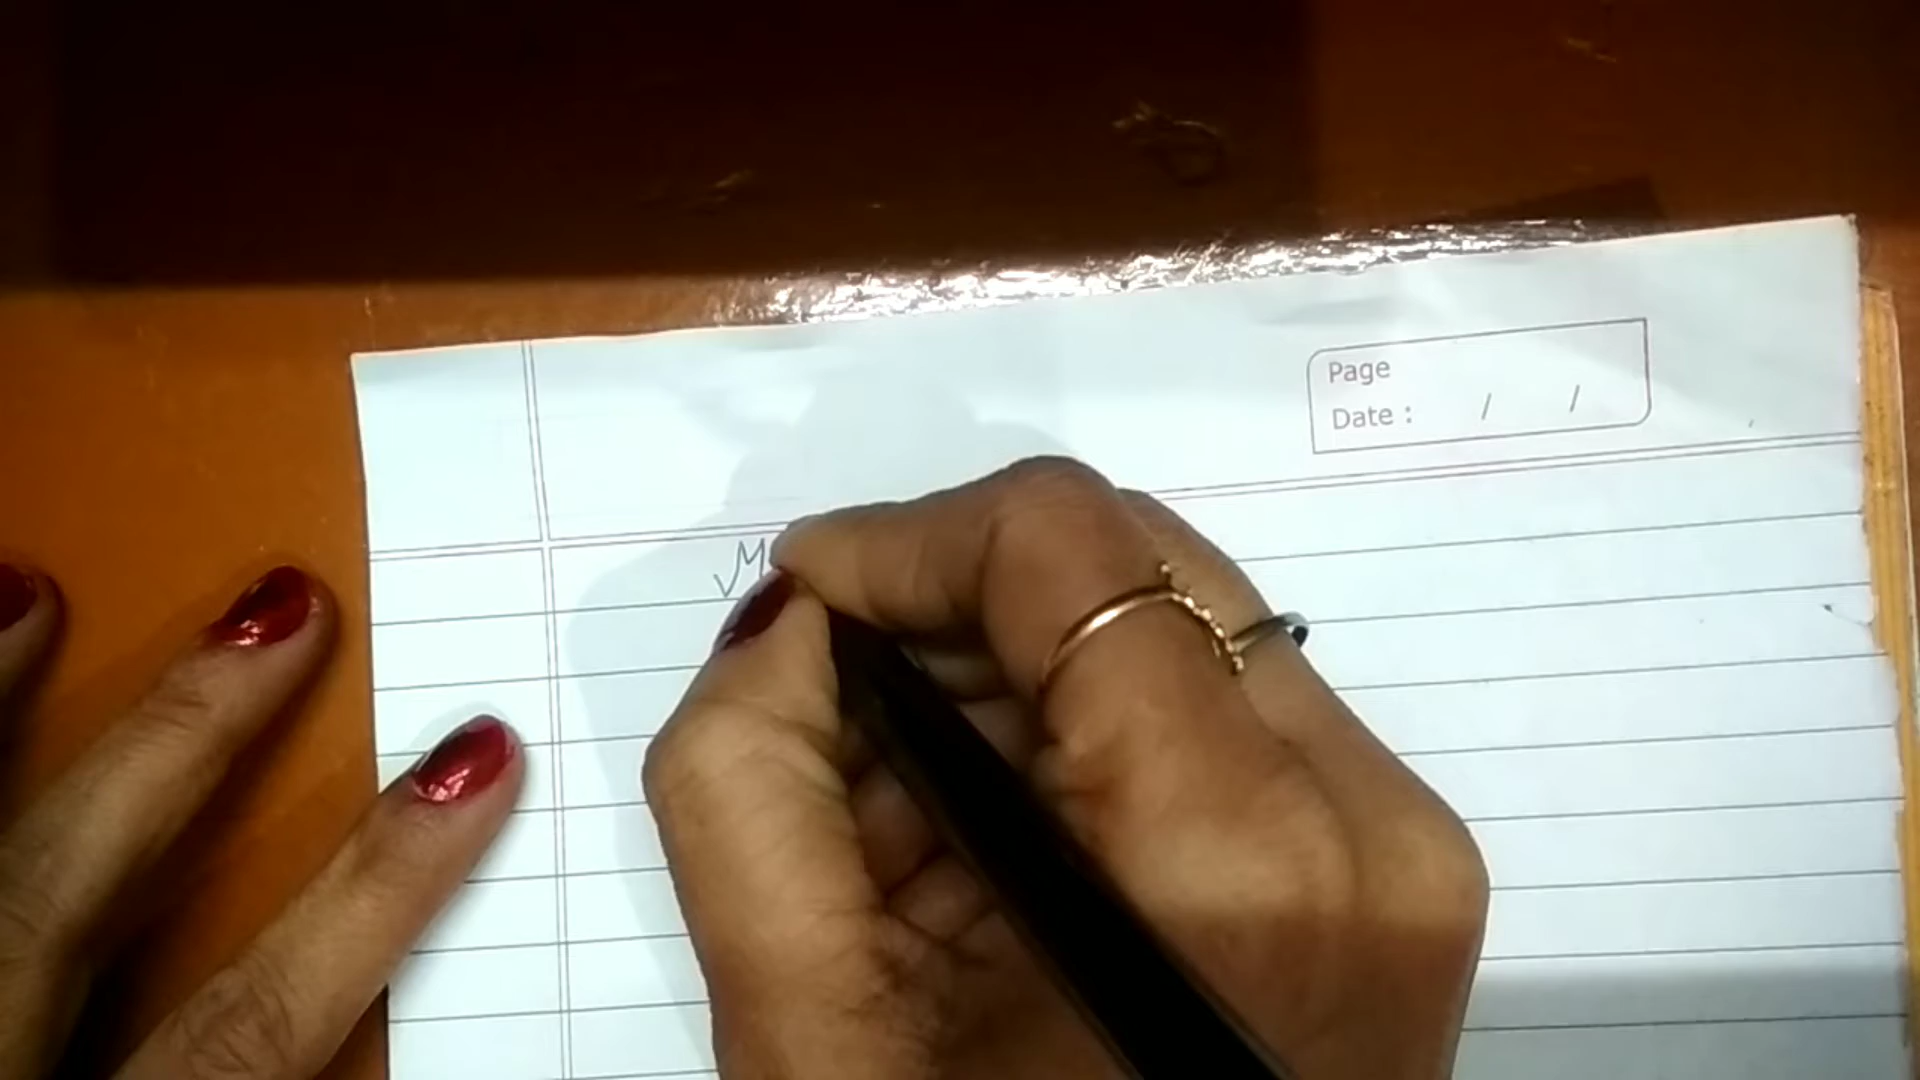 Page
Date : / /
M